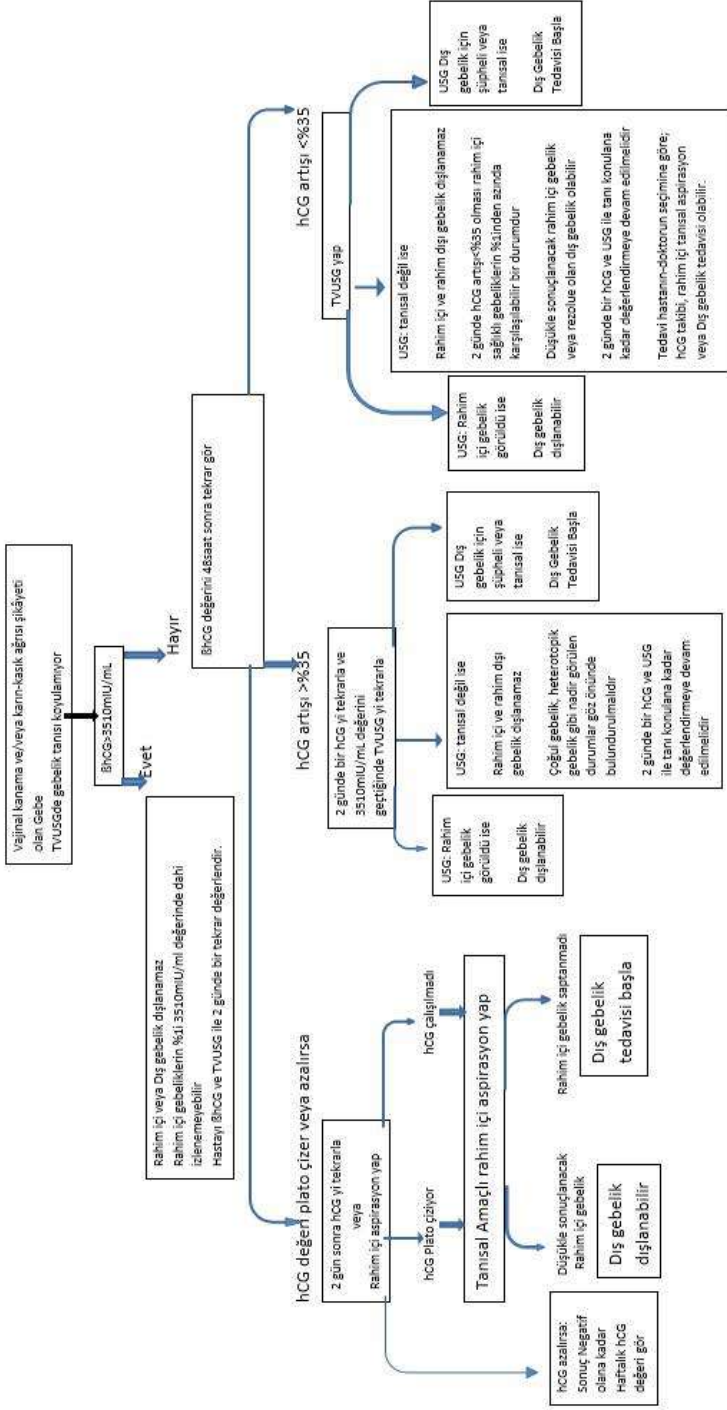 Vajinal kanama ve/veya karın-kasık ağrısı şikâyeti
olan Gebe
TVUSGde gebelik tanısı koyulamıyor
ßhCG>3510mIU/mL
Evet
Hayır
Rahim içi veya Dış gebelik dışlanamaz
Rahim içi gebeliklerin %1i 3510mIU/ml değerinde dahi
izlenemeyebilir
Hastayı ßhCG ve TVUSG ile 2 günde bir tekrar değerlendir.
ßhCG değerini 48saat sonra tekrar gör
hCG değeri plato çizer veya azalırsa
2 gün sonra hCG yi tekrarla
veya
Rahim içi aspirasyon yap
hCG azalırsa:
Sonuç Negatif
olana kadar
Haftalık hCG
değeri gör
hCG Plato çiziyor
hCG çalışılmadı
Tanısal Amaçlı rahim içi aspirasyon yap
Düşükle sonuçlanacak
Rahim içi gebelik
Dış gebelik
dışlanabilir
Rahim içi gebelik saptanmadı
Dış gebelik
tedavisi başla
hCG artışı >%35
2 günde bir hCG yi tekrarla ve
3510mIU/mL değerini
geçtiğinde TVUSG yi tekrarla
USG: Rahim
içi gebelik
görüldü ise
Dış gebelik
dışlanabilir
USG: tanısal değil ise
Rahim içi ve rahim dışı
gebelik dışlanamaz
Çoğul gebelik, heterotopik
gebelik gibi nadir görülen
durumlar göz önünde
bulundurulmalıdır
2 günde bir hCG ve USG
ile tanı konulana kadar
değerlendirmeye devam
edilmelidir
USG Dış
gebelik için
şüpheli veya
tanısal ise
Dış Gebelik
Tedavisi Başla
hCG artışı <%35
TVUSG yap
USG: Rahim
içi gebelik
görüldü ise
Dış gebelik
dışlanabilir
USG: tanısal değil ise
Rahim içi ve rahim dışı gebelik dışlanamaz
2 günde hCG artışı<%35 olması rahim içi
sağlıklı gebeliklerin %1inden azında
karşılaşılabilir bir durumdur
Düşükle sonuçlanacak rahim içi gebelik
veya rezolue olan dış gebelik olabilir
2 günde bir hCG ve USG ile tanı konulana
kadar değerlendirmeye devam edilmelidir
Tedavi hastanın-doktorun seçimine göre;
hCG takibi, rahim içi tanısal aspirasyon
veya Dış gebelik tedavisi olabilir.
USG Dış
gebelik için
şüpheli veya
tanısal ise
Dış Gebelik
Tedavisi Başla